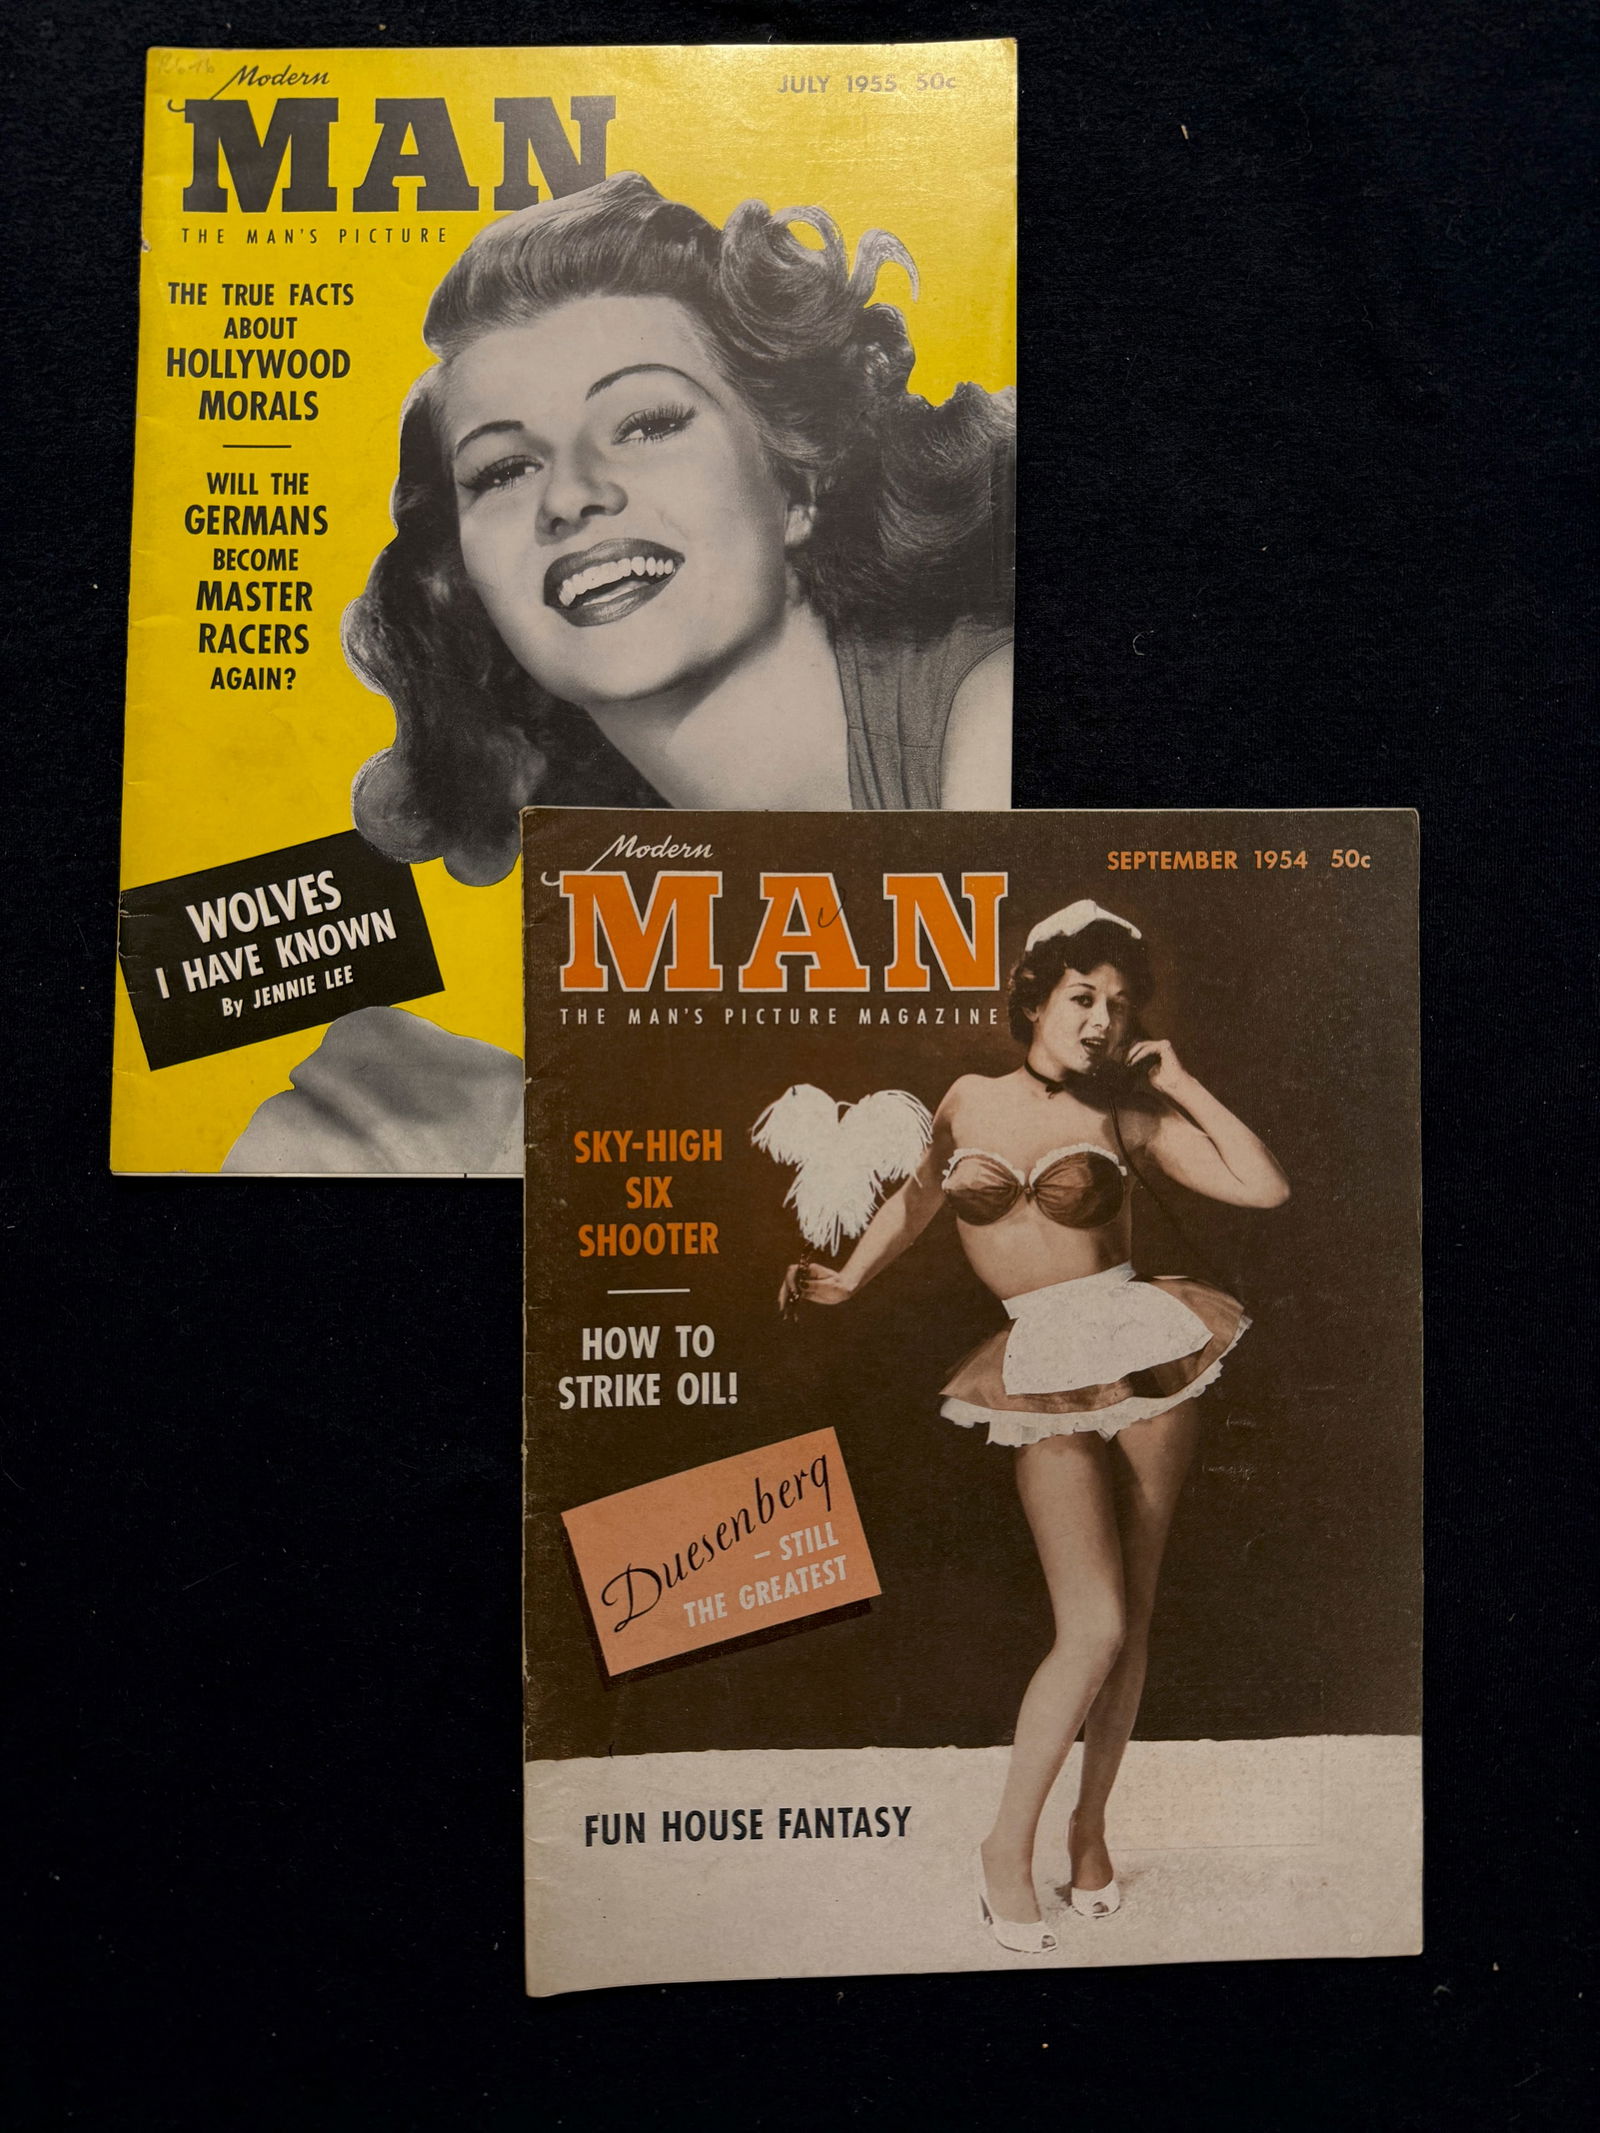 Modern
JULY 1955 50c
MAN
THE MAN'S PICTURE
THE TRUE FACTS
ABOUT
HOLLYWOOD
MORALS
WILL THE
GERMANS
BECOME
MASTER
RACERS
AGAIN?
WOLVES
I HAVE KNOWN
By JENNIE LEE
Modern
SEPTEMBER 1954 50c
MAN
THE MAN'S PICTURE MAGAZINE
SKY-HIGH
SIX
SHOOTER
HOW TO
STRIKE OIL!
Duesenberg
– STILL
THE GREATEST
FUN HOUSE FANTASY